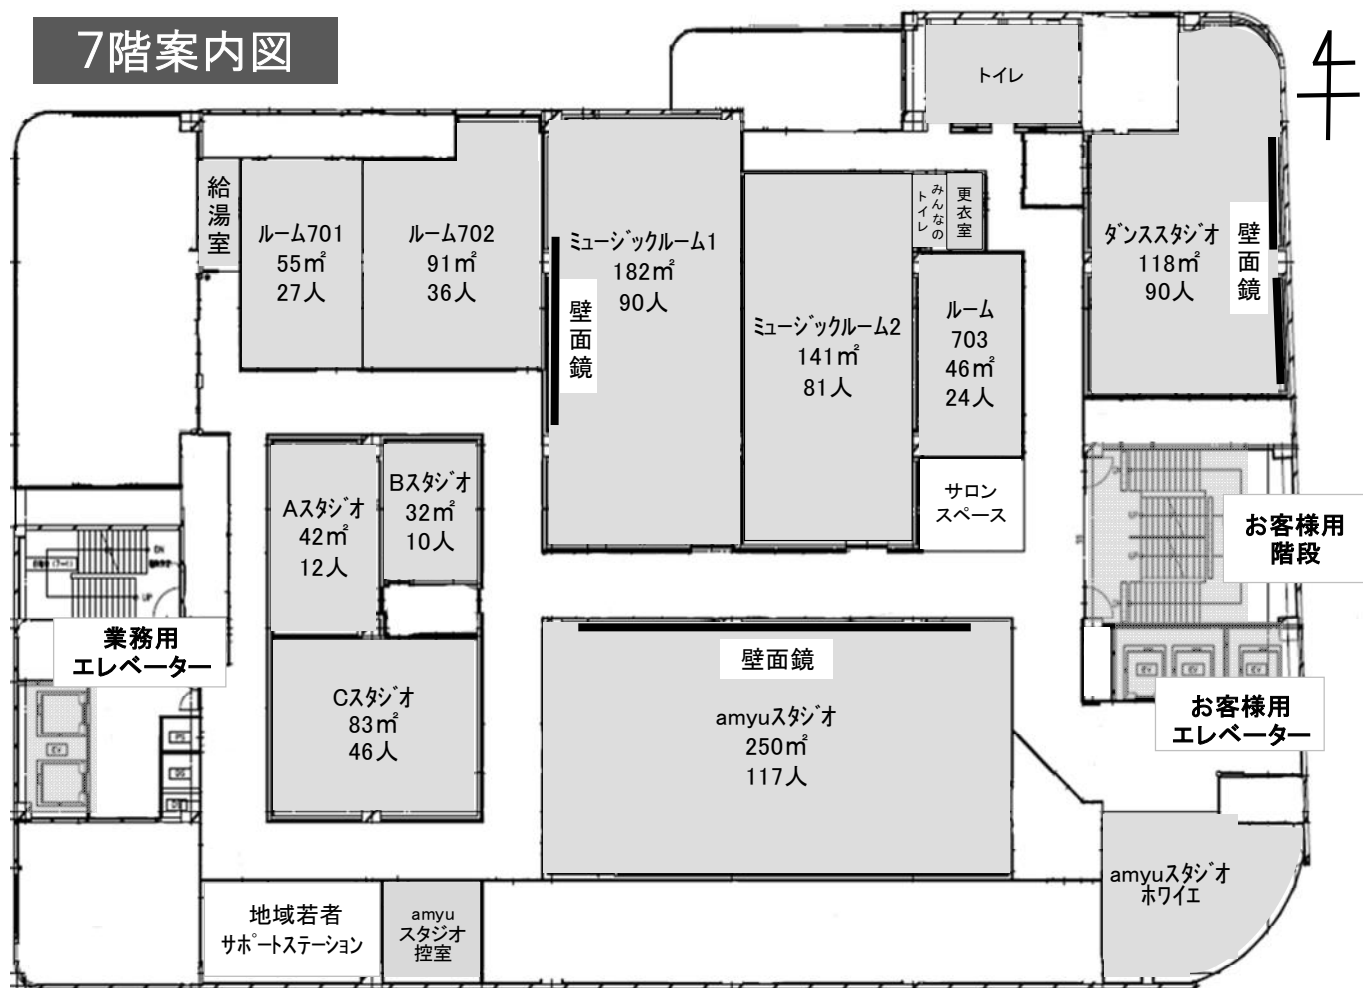 7階案内図
トイレ
給湯室
ルーム701
55㎡
27人
ルーム702
91㎡
36人
ミュージックルーム1
182㎡
90人
壁面鏡
ミュージックルーム2
141㎡
81人
みんなの
トイレ
更衣室
ルーム
703
46㎡
24人
サロン
スペース
ダンススタジオ
118㎡
90人
壁面鏡
Aスタジオ
42㎡
12人
Bスタジオ
32㎡
10人
Cスタジオ
83㎡
46人
お客様用
階段
業務用
エレベーター
UP
EV
壁面鏡
amyuスタジオ
250㎡
117人
EV
EV
EV
お客様用
エレベーター
amyuスタジオ
ホワイエ
地域若者
サポートステーション
amyu
スタジオ
控室